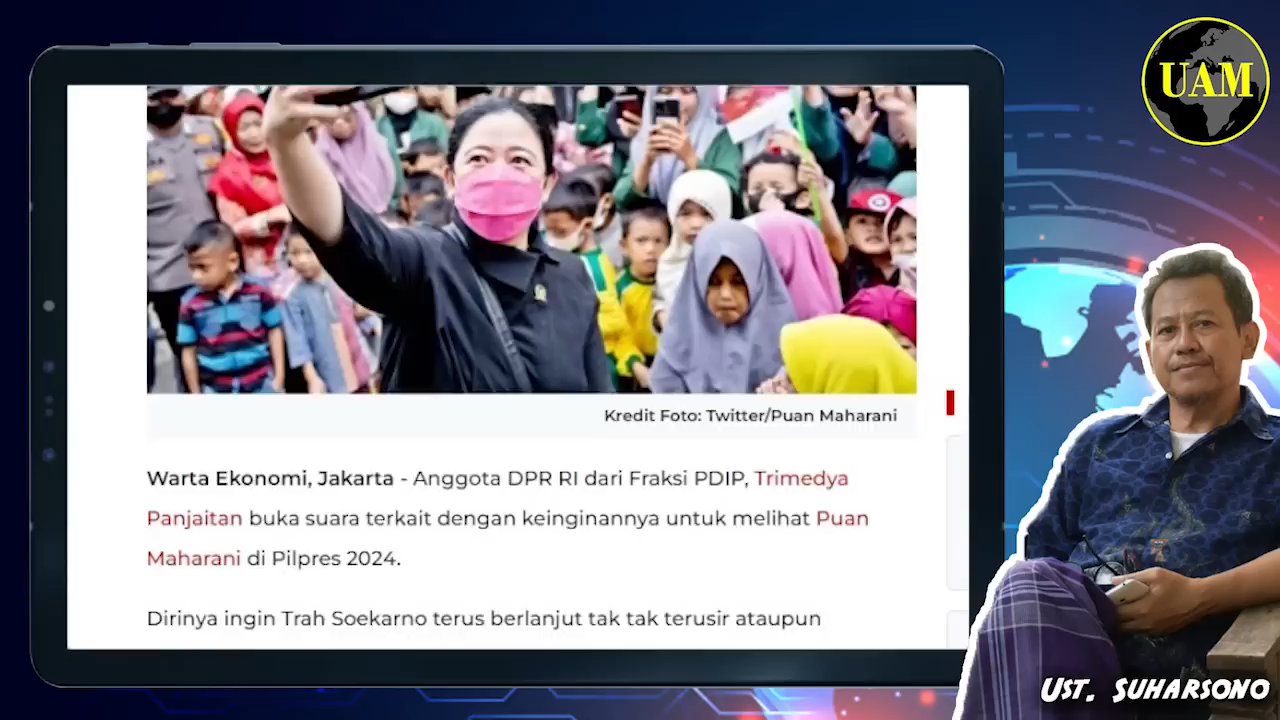 UAM
Kredit Foto: Twitter/Puan Maharani
Warta Ekonomi, Jakarta - Anggota DPR RI dari Fraksi PDIP, Trimedya
Panjaitan buka suara terkait dengan keinginannya untuk melihat Puan
Maharani di Pilpres 2024.
Dirinya ingin Trah Soekarno terus berlanjut tak tak terusir ataupun
Ust. Suharsono